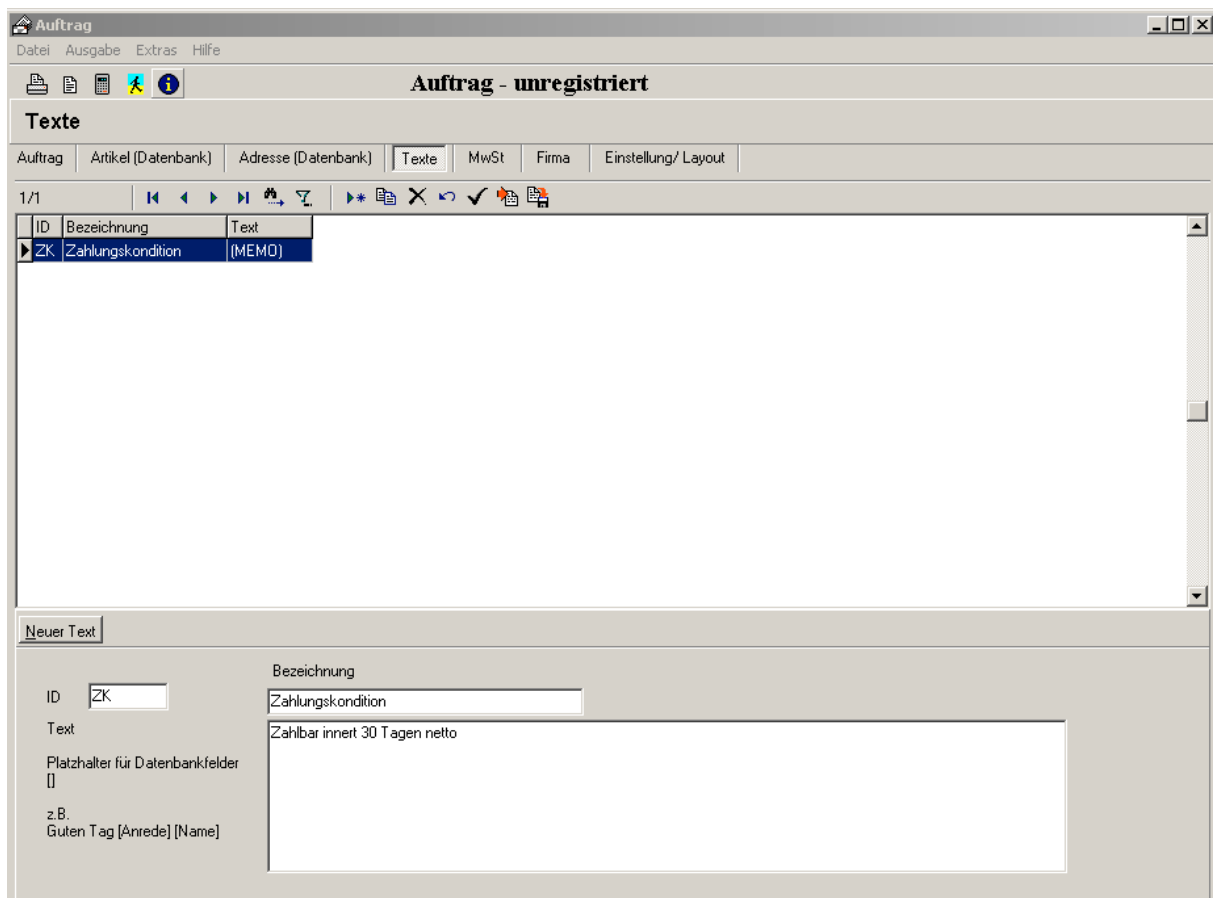 Auftrag
Datei Ausgabe Extras Hilfe
Auftrag - unregistriert
Texte
Auftrag Artikel (Datenbank) Adresse (Datenbank) Texte MwSt Firma Einstellung/ Layout
1/1
ID Bezeichnung Text
ZK Zahlungskondition (MEMO)
Neuer Text
Bezeichnung
ID ZK Zahlungskondition
Text Zahlbar innert 30 Tagen netto
Platzhalter für Datenbankfelder
[]
z.B.
Guten Tag [Anrede] [Name]